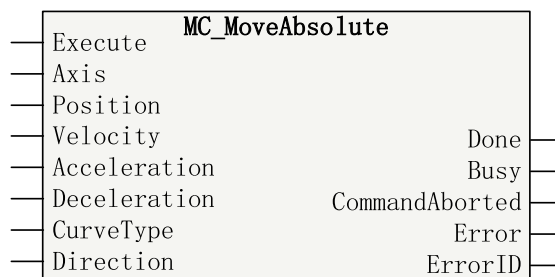 MC_MoveAbsolute
Execute
Axis
Position
Velocity
Acceleration
Deceleration
CurveType
Direction
Done
Busy
CommandAborted
Error
ErrorID